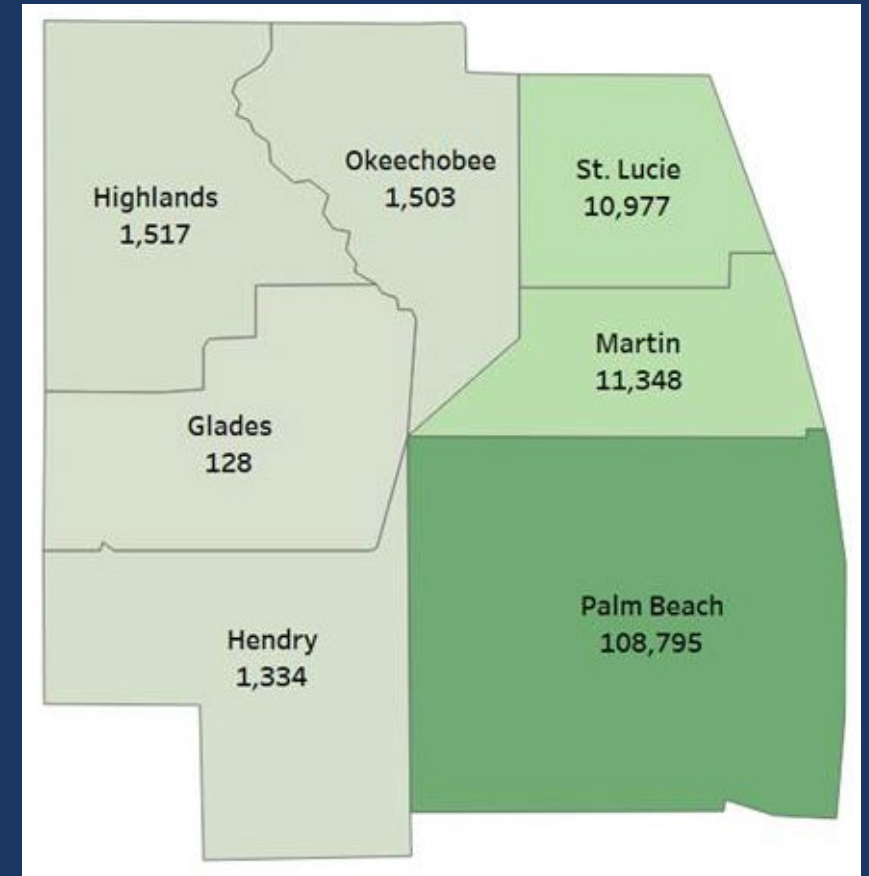 Okeechobee
1,503
St. Lucie
10,977
Highlands
1,517
Martin
11,348
Glades
128
Palm Beach
108,795
Hendry
1,334